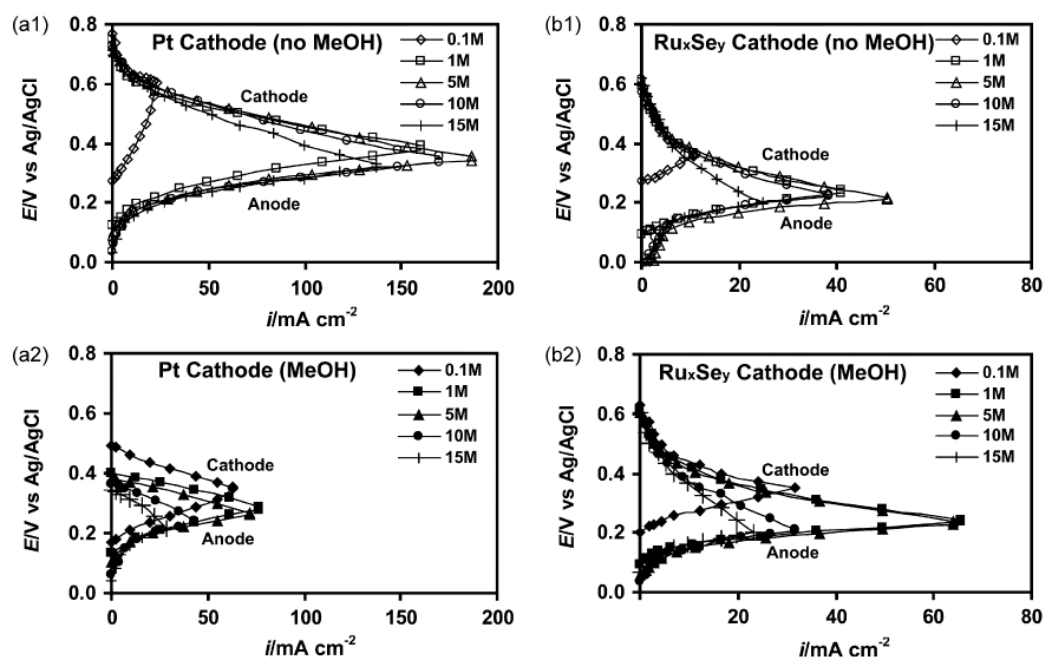 (a1)
Pt Cathode (no MeOH)
0.1M
1M
5M
10M
15M
Cathode
Anode
E/V vs Ag/AgCl
0.8
0.6
0.4
0.2
0.0
0
50
100
150
200
i/mA cm⁻²
(b1)
RuₓSeᵧ Cathode (no MeOH)
0.1M
1M
5M
10M
15M
Cathode
Anode
E/V vs Ag/AgCl
0.8
0.6
0.4
0.2
0.0
0
20
40
60
80
i/mA cm⁻²
(a2)
Pt Cathode (MeOH)
0.1M
1M
5M
10M
15M
Cathode
Anode
E/V vs Ag/AgCl
0.8
0.6
0.4
0.2
0.0
0
50
100
150
200
i/mA cm⁻²
(b2)
RuₓSeᵧ Cathode (MeOH)
0.1M
1M
5M
10M
15M
Cathode
Anode
E/V vs Ag/AgCl
0.8
0.6
0.4
0.2
0.0
0
20
40
60
80
i/mA cm⁻²